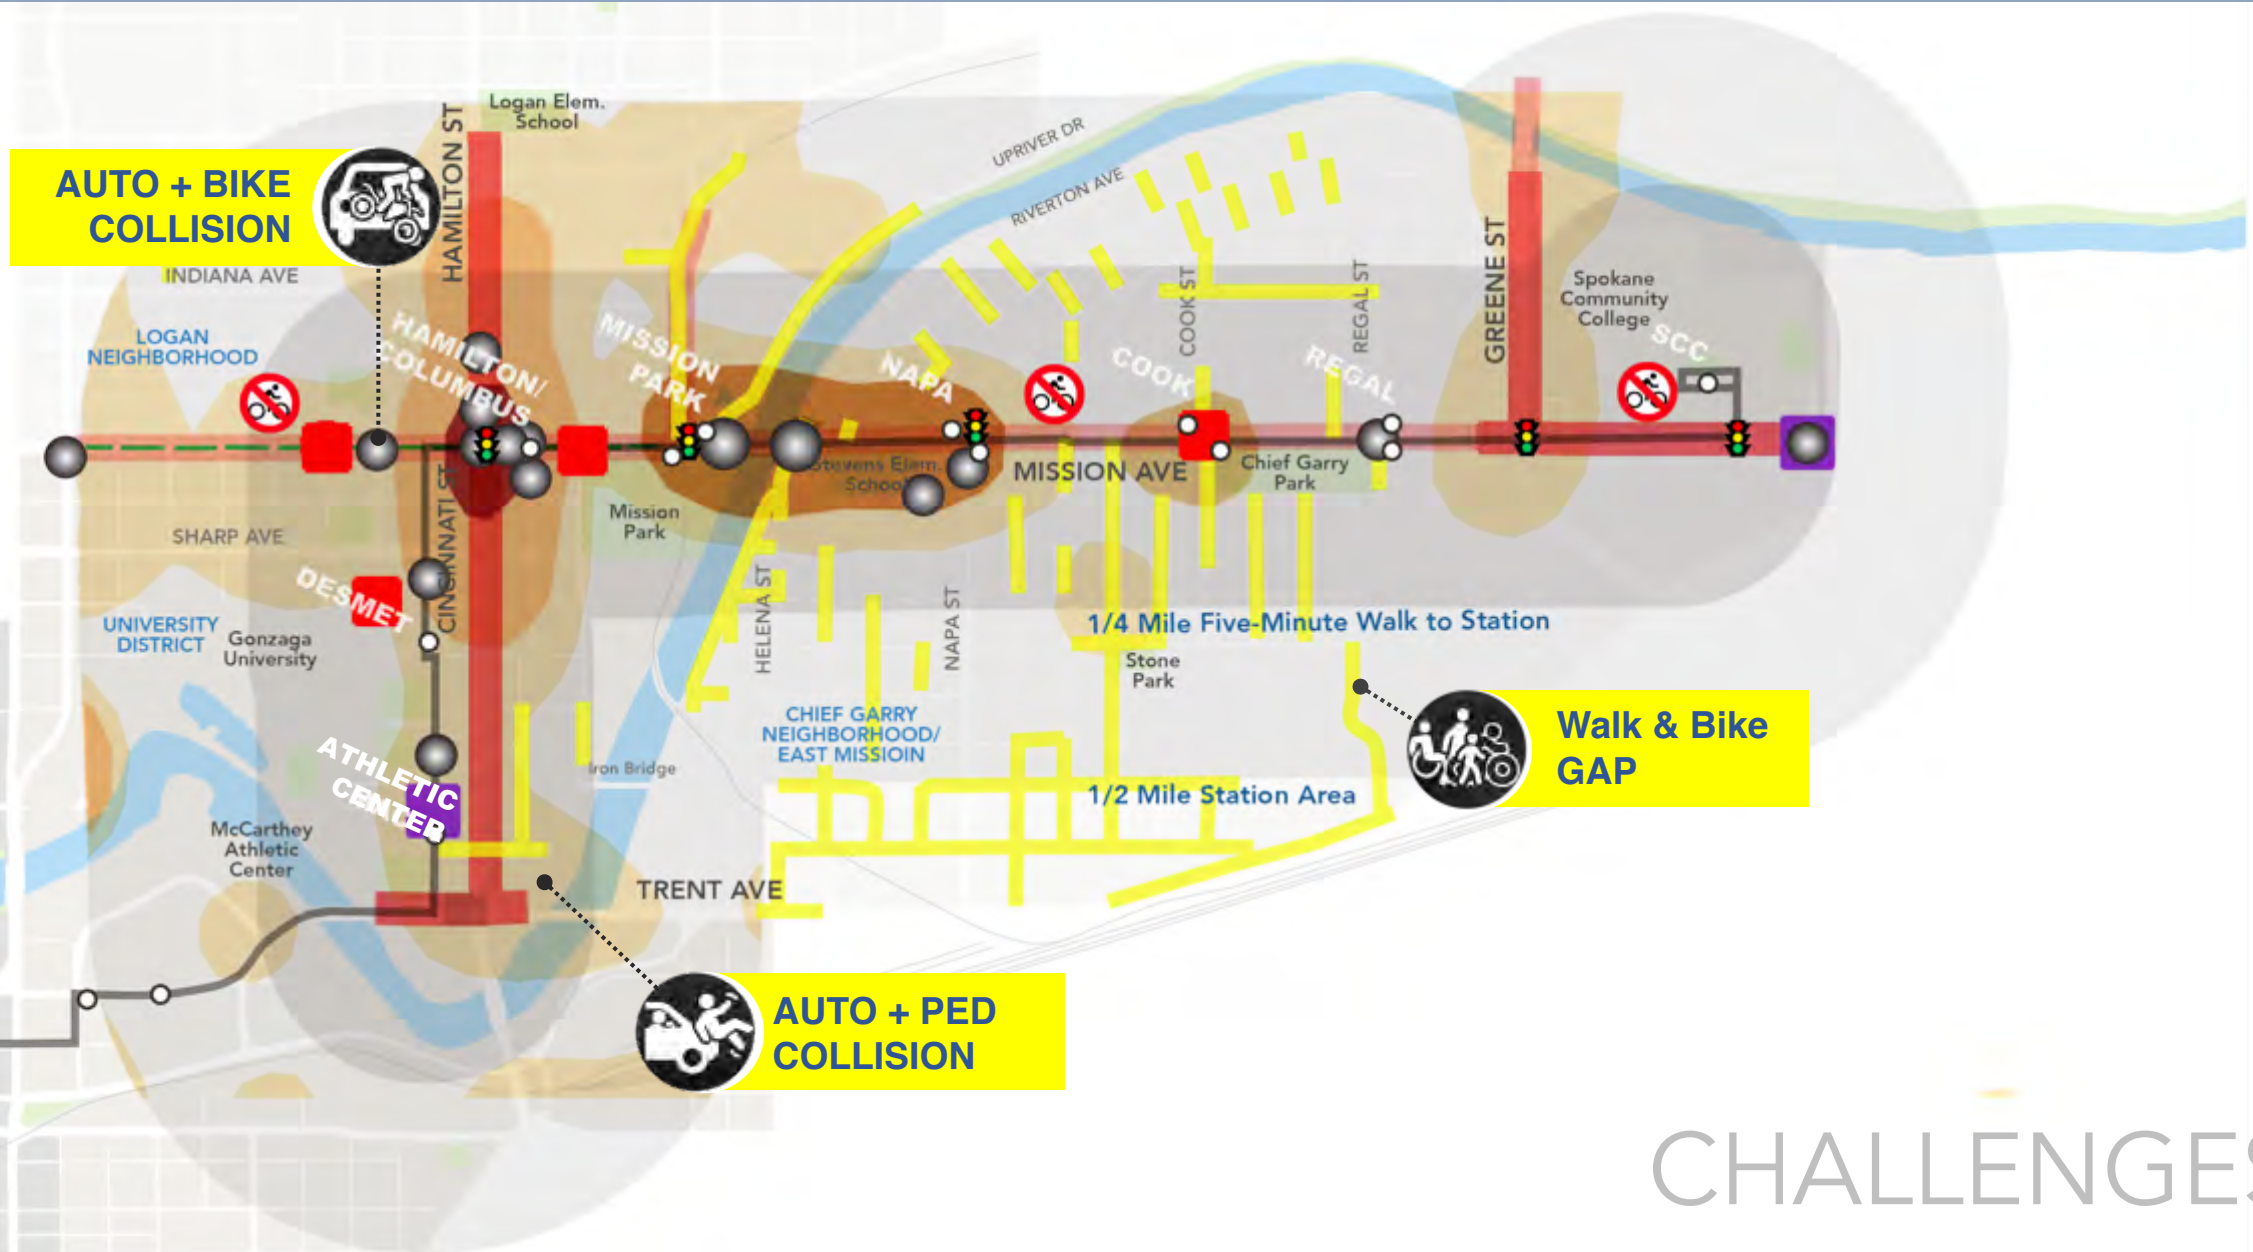 Logan Elem.
School
HAMILTON ST
AUTO + BIKE
COLLISION
INDIANA AVE
UPRIVER DR
RIVERTON AVE
LOGAN
NEIGHBORHOOD
HAMILTON/
COLUMBUS
MISSION
PARK
NAPA
COOK ST
COOK
REGAL ST
REGAL
GREENE ST
Spokane
Community
College
SCC
Stevens Elem.
School
MISSION AVE
Chief Garry
Park
Mission
Park
SHARP AVE
CINCINNATI ST
DESMET
UNIVERSITY
DISTRICT
Gonzaga
University
HELENA ST
NAPA ST
1/4 Mile Five-Minute Walk to Station
Stone
Park
CHIEF GARRY
NEIGHBORHOOD/
EAST MISSIOIN
Walk & Bike
GAP
Iron Bridge
ATHLETIC
CENTER
1/2 Mile Station Area
McCarthey
Athletic
Center
TRENT AVE
AUTO + PED
COLLISION
CHALLENGES